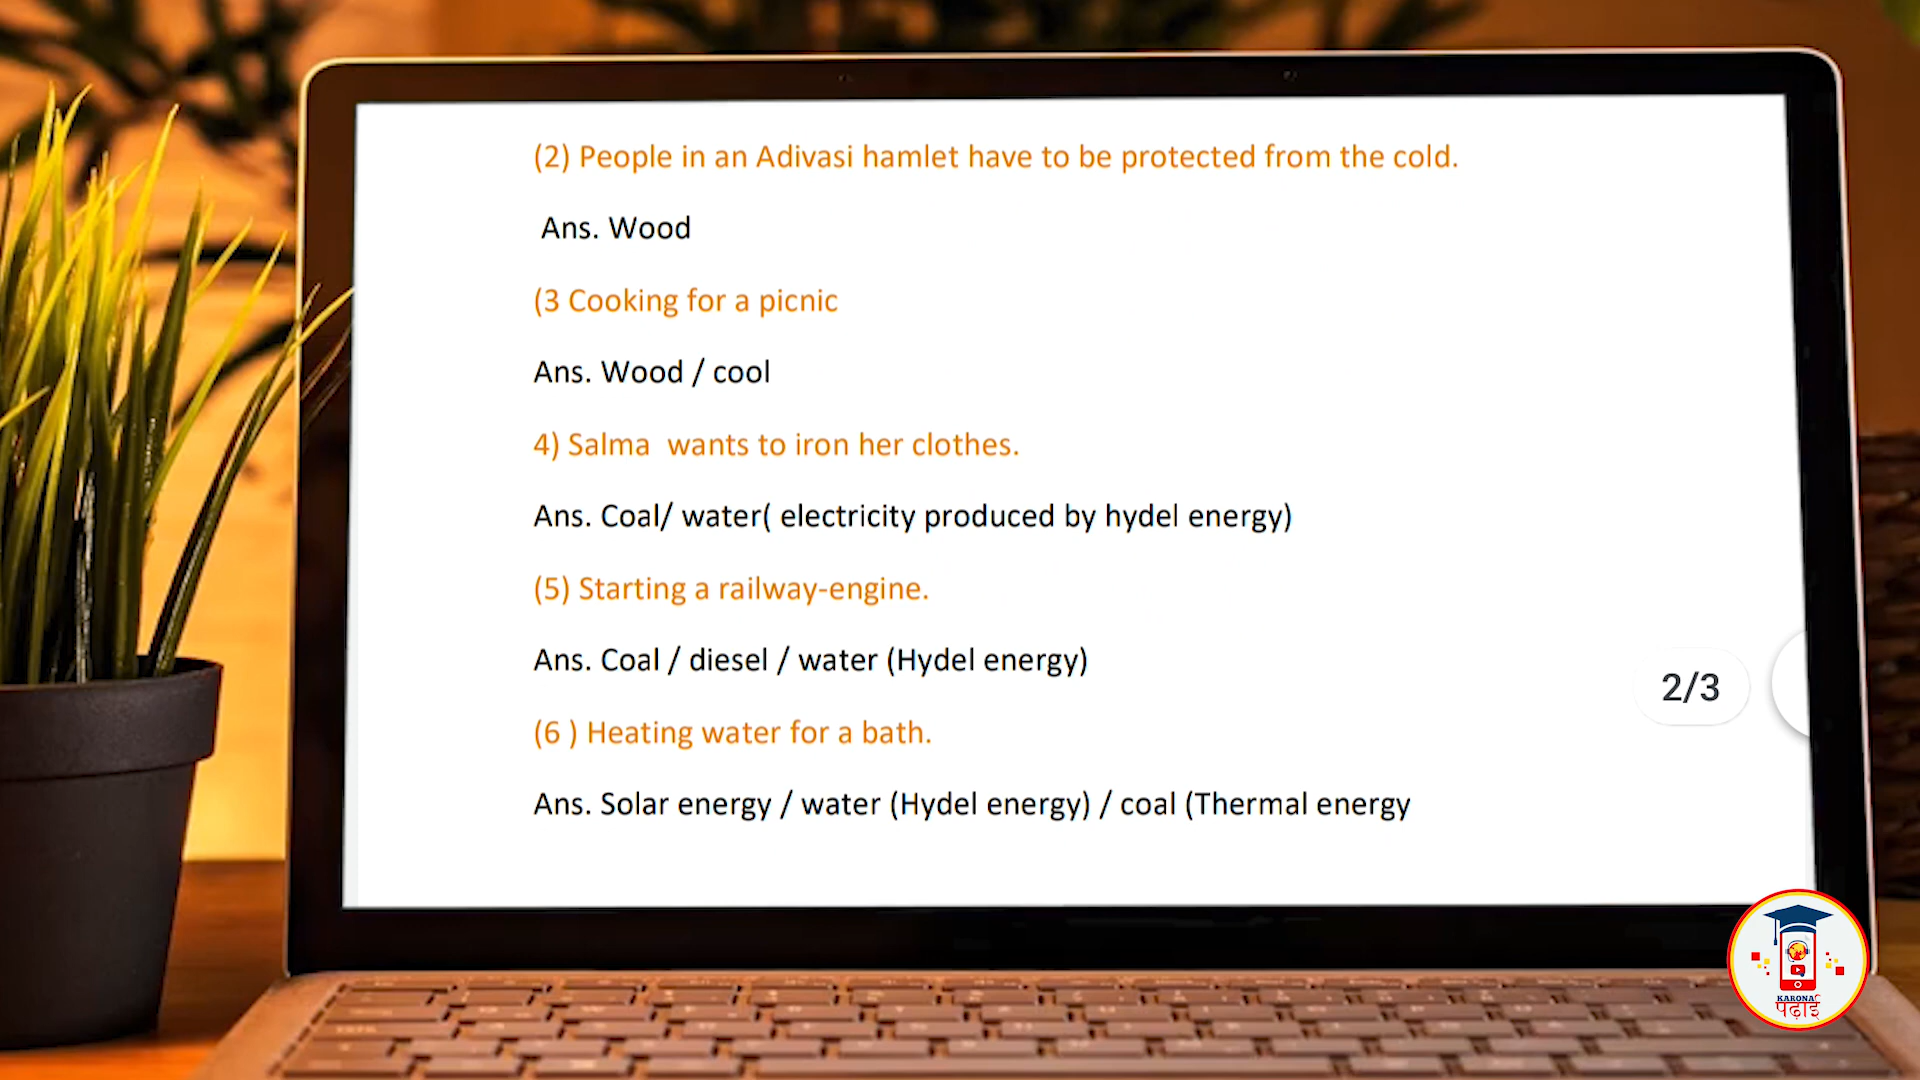 (2) People in an Adivasi hamlet have to be protected from the cold.
Ans. Wood
(3 Cooking for a picnic
Ans. Wood / cool
4) Salma  wants to iron her clothes.
Ans. Coal/ water( electricity produced by hydel energy)
(5) Starting a railway-engine.
Ans. Coal / diesel / water (Hydel energy)
2/3
(6 ) Heating water for a bath.
Ans. Solar energy / water (Hydel energy) / coal (Thermal energy
KARONA
पढ़ाई